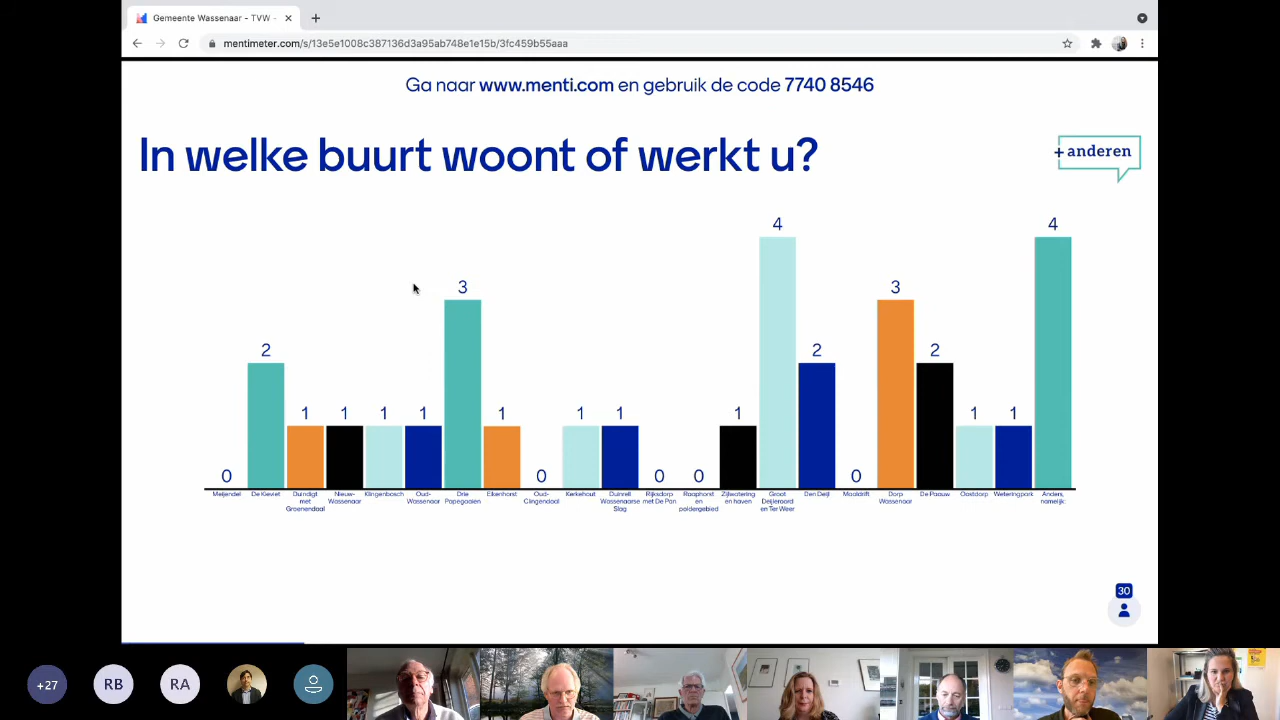 Gemeente Wassenaar - TVW -
mentimeter.com/s/13e5e1008c387136d3a95ab748e1e15b/3fc459b55aaa
Ga naar www.menti.com en gebruik de code 7740 8546
In welke buurt woont of werkt u?
+anderen
0
2
1
1
1
1
3
1
0
1
1
0
0
1
4
2
0
3
2
1
1
4
Meijendel
De Kieviet
Duindigt
met
Groenendaal
Nieuw-
Wassenaar
Klingenbosch
Oud-
Wassenaar
Drie
Papegaaien
Eikenhorst
Oud-
Clingendaal
Kerkehout
Duinrell
Wassenaarse
Slag
Rijksdorp
met De Pan
Raaphorst
en
poldergebied
Zijlwatering
en haven
Groot
Deijleroord
en Ter Weer
Den Deijl
Maaldrift
Dorp
Wassenaar
De Paauw
Oostdorp
Weteringpark
Anders,
namelijk:
30
+27
RB
RA